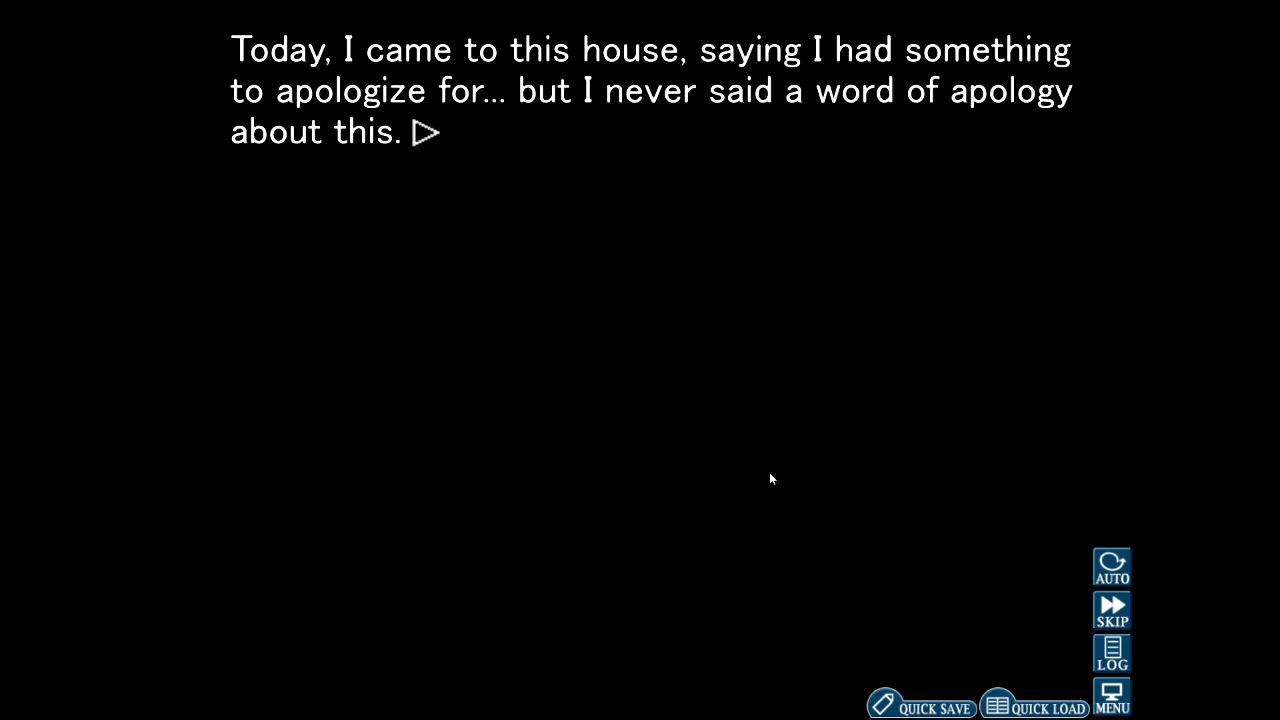 Today, I came to this house, saying I had something
to apologize for... but I never said a word of apology
about this.
AUTO
SKIP
LOG
MENU
QUICK SAVE
QUICK LOAD